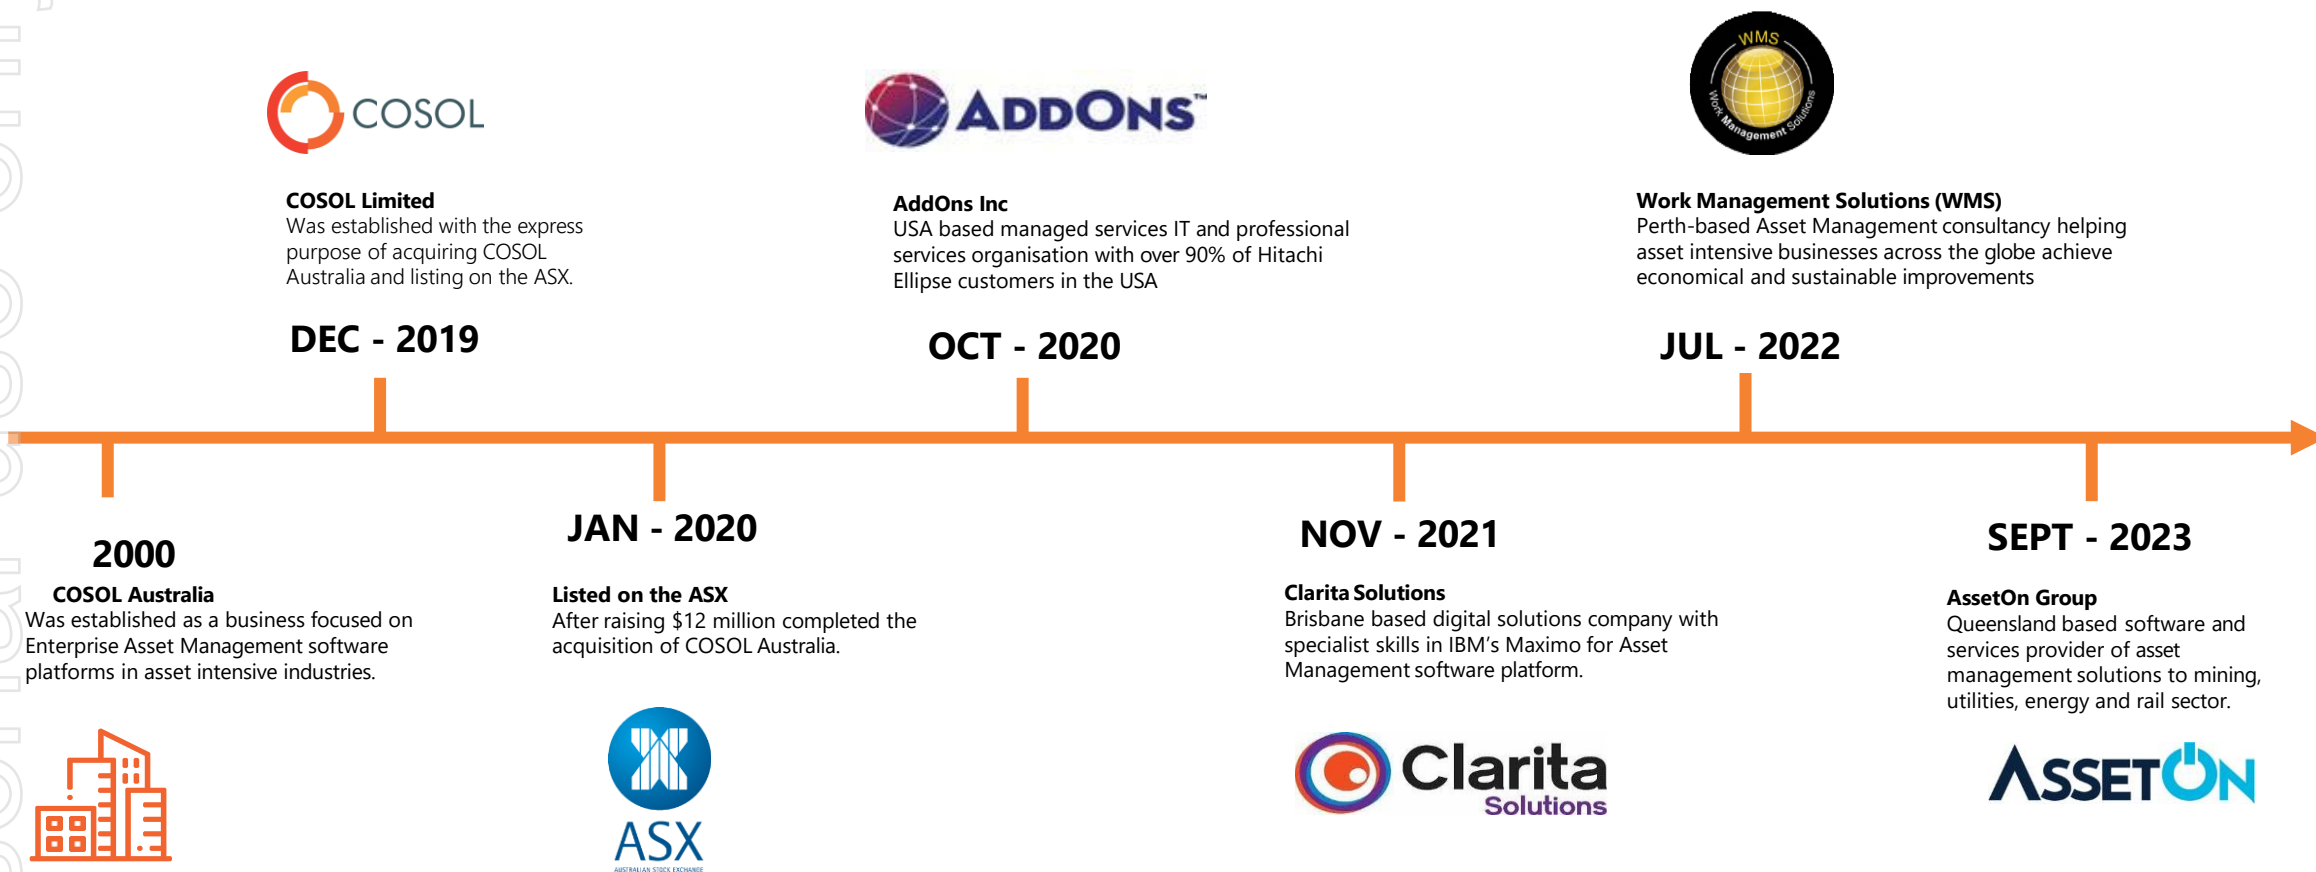 COSOL
COSOL Limited
Was established with the express
purpose of acquiring COSOL
Australia and listing on the ASX.
DEC - 2019
ADDONS™
AddOns Inc
USA based managed services IT and professional
services organisation with over 90% of Hitachi
Ellipse customers in the USA
OCT - 2020
WMS
Work Management Solutions
Work Management Solutions (WMS)
Perth-based Asset Management consultancy helping
asset intensive businesses across the globe achieve
economical and sustainable improvements
JUL - 2022
2000
COSOL Australia
Was established as a business focused on
Enterprise Asset Management software
platforms in asset intensive industries.
JAN - 2020
Listed on the ASX
After raising $12 million completed the
acquisition of COSOL Australia.
ASX
AUSTRALIAN STOCK EXCHANGE
NOV - 2021
Clarita Solutions
Brisbane based digital solutions company with
specialist skills in IBM’s Maximo for Asset
Management software platform.
Clarita
Solutions
SEPT - 2023
AssetOn Group
Queensland based software and
services provider of asset
management solutions to mining,
utilities, energy and rail sector.
ASSETON